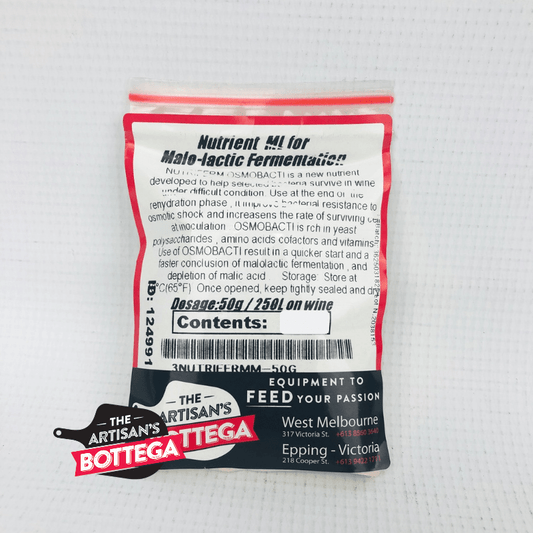 Nutrient Ml for
Malo-lactic Fermentation
NUTRIFERM OSMOBACTI is a new nutrient
developed to help selected bacteria survive in wine
under difficult condition. Use at the end of the
rehydration phase , it improve bacterial resistance to
osmotic shock and increasens the rate of surviving
at inoculation OSMOBACTI is rch in yeast
polysaccharides , amino acids cofactors and vitamins
Use of OSMOBACTI result in a quicker start and a
faster conclusion of malolactic fermentation , and
depletion of malic acid Storage: Store at
°C(65°F) Once opened, keep tightly sealed and dry
Dosage:50g / 250L on wine
Contents:
ID: 124991
3NUTRIFERMM-50G
EQUIPMENT TO
FEED YOUR PASSION
West Melbourne
317 Victoria St.
Epping - Victoria
218 Cooper St.
THE
ARTISAN'S
BOTTEGA
THE
ARTISAN'S
TTEGA